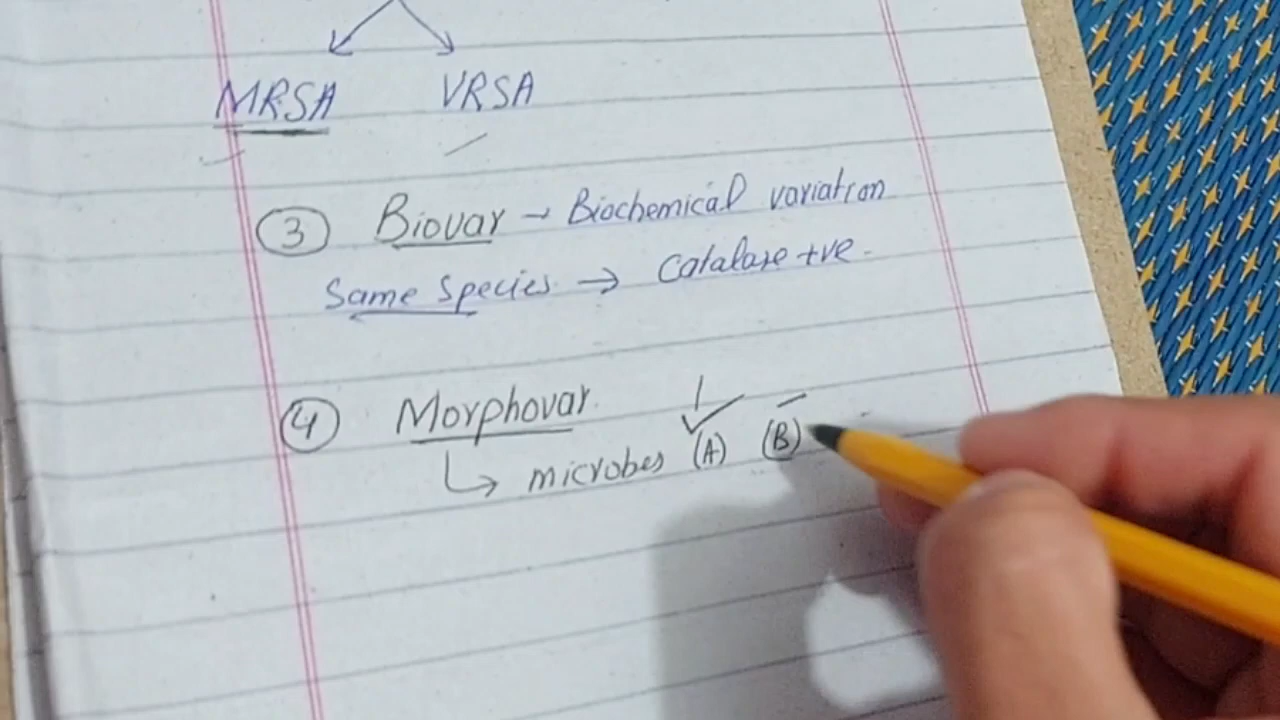 MRSA VRSA
3 Biovar → Biochemical variation
Same species → Catalase +ve.
4 Morphovar.
↳ microbes (A) (B)